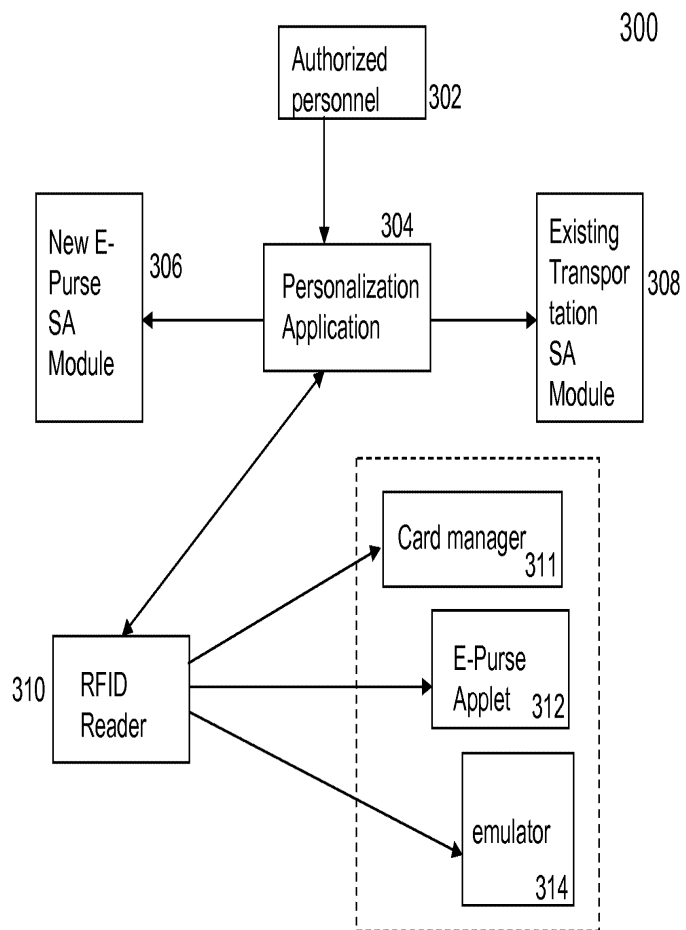 300
Authorized
personnel
302
304
New E-
Purse
SA
Module
306
Personalization
Application
Existing
Transpor
tation
SA
Module
308
Card manager
311
310
RFID
Reader
E-Purse
Applet
312
emulator
314